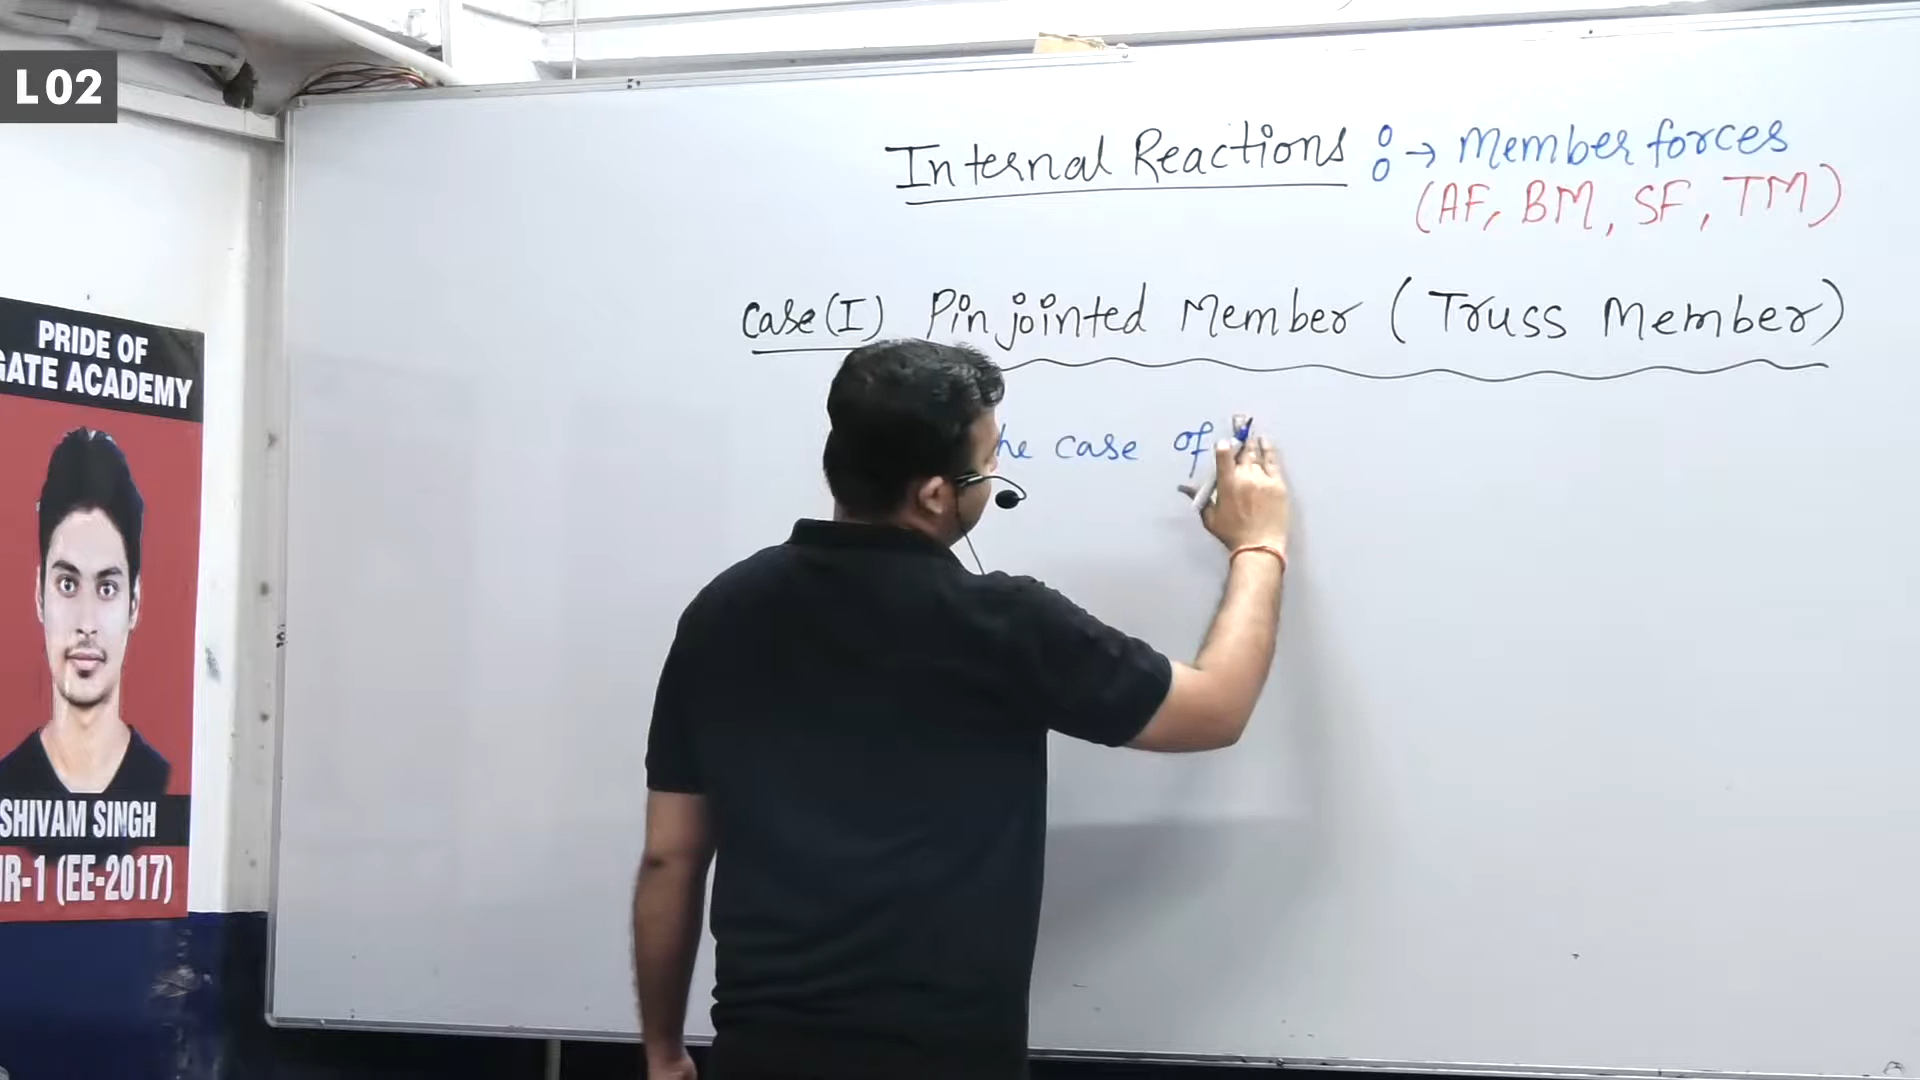 L 02
Internal Reactions : → Member forces
(AF, BM, SF, TM)
Case (I) Pin jointed Member (Truss Member)
he case of
PRIDE OF
GATE ACADEMY
SHIVAM SINGH
IR-1 (EE-2017)